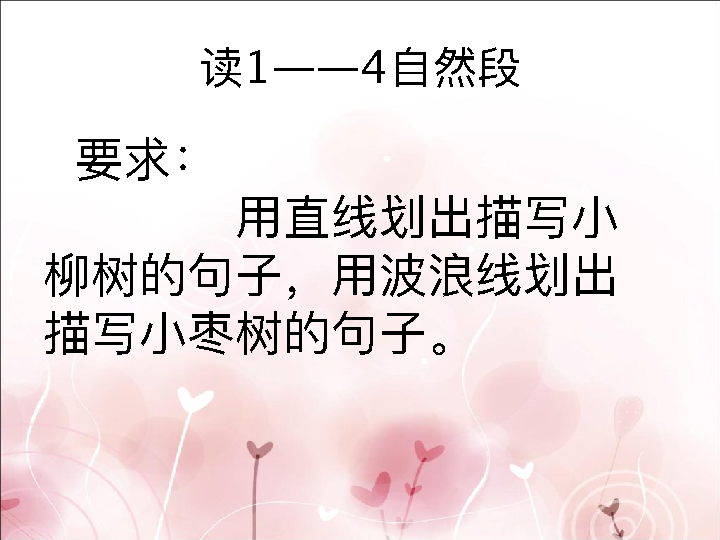 读1——4自然段
要求：
用直线划出描写小
柳树的句子，用波浪线划出
描写小枣树的句子。